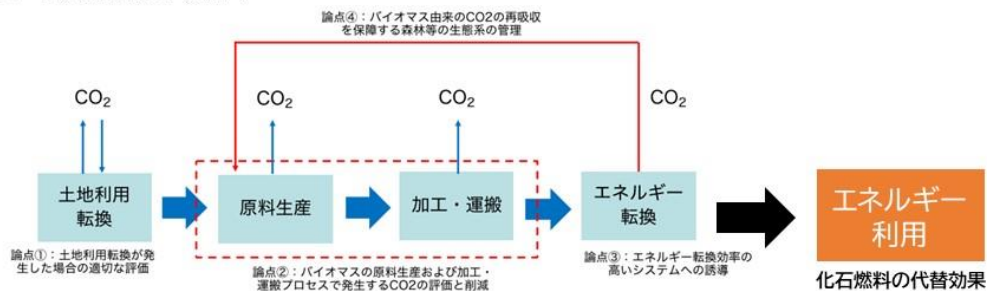 論点④：バイオマス由来のCO2の再吸収
を保障する森林等の生態系の管理
CO2
CO2
CO2
CO2
土地利用
転換
原料生産
加工・運搬
エネルギー
転換
エネルギー
利用
論点①：土地利用転換が発
生した場合の適切な評価
論点②：バイオマスの原料生産および加工・
運搬プロセスで発生するCO2の評価と削減
論点③：エネルギー転換効率の
高いシステムへの誘導
化石燃料の代替効果